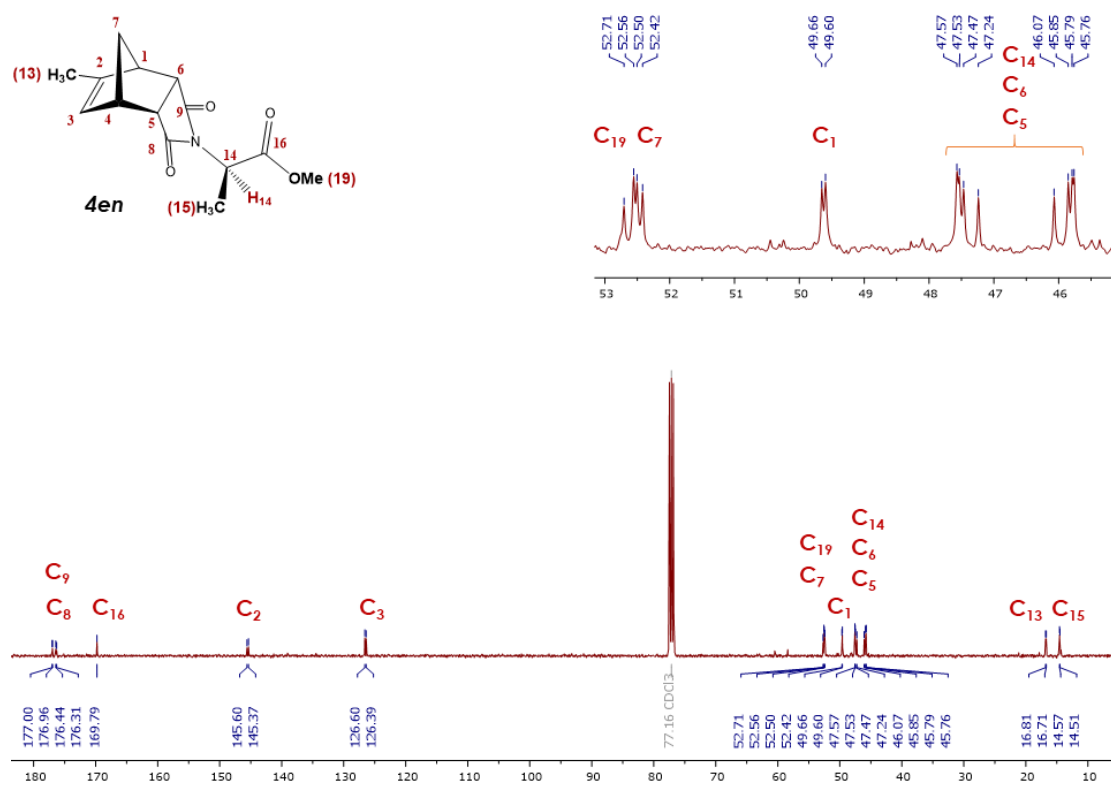 7
1
(13) H₃C
2
6
3
4
5
9
O
8
N
O
14
O
16
OMe (19)
H₁₄
(15)H₃C
4en
52.71
52.56
52.50
52.42
49.66
49.60
47.57
47.53
47.47
47.24
46.07
45.85
45.79
45.76
C₁₄
C₆
C₅
C₁₉ C₇
C₁
53 52 51 50 49 48 47 46
C₉
C₈
C₁₆
C₂
C₃
C₁₉
C₇
C₁
C₁₄
C₆
C₅
C₁₃ C₁₅
177.00
176.96
176.44
176.31
169.79
145.60
145.37
126.60
126.39
77.16 CDCl3
52.71
52.56
52.50
52.42
49.66
49.60
47.57
47.53
47.47
47.24
46.07
45.85
45.79
45.76
16.81
16.71
14.57
14.51
180 170 160 150 140 130 120 110 100 90 80 70 60 50 40 30 20 10